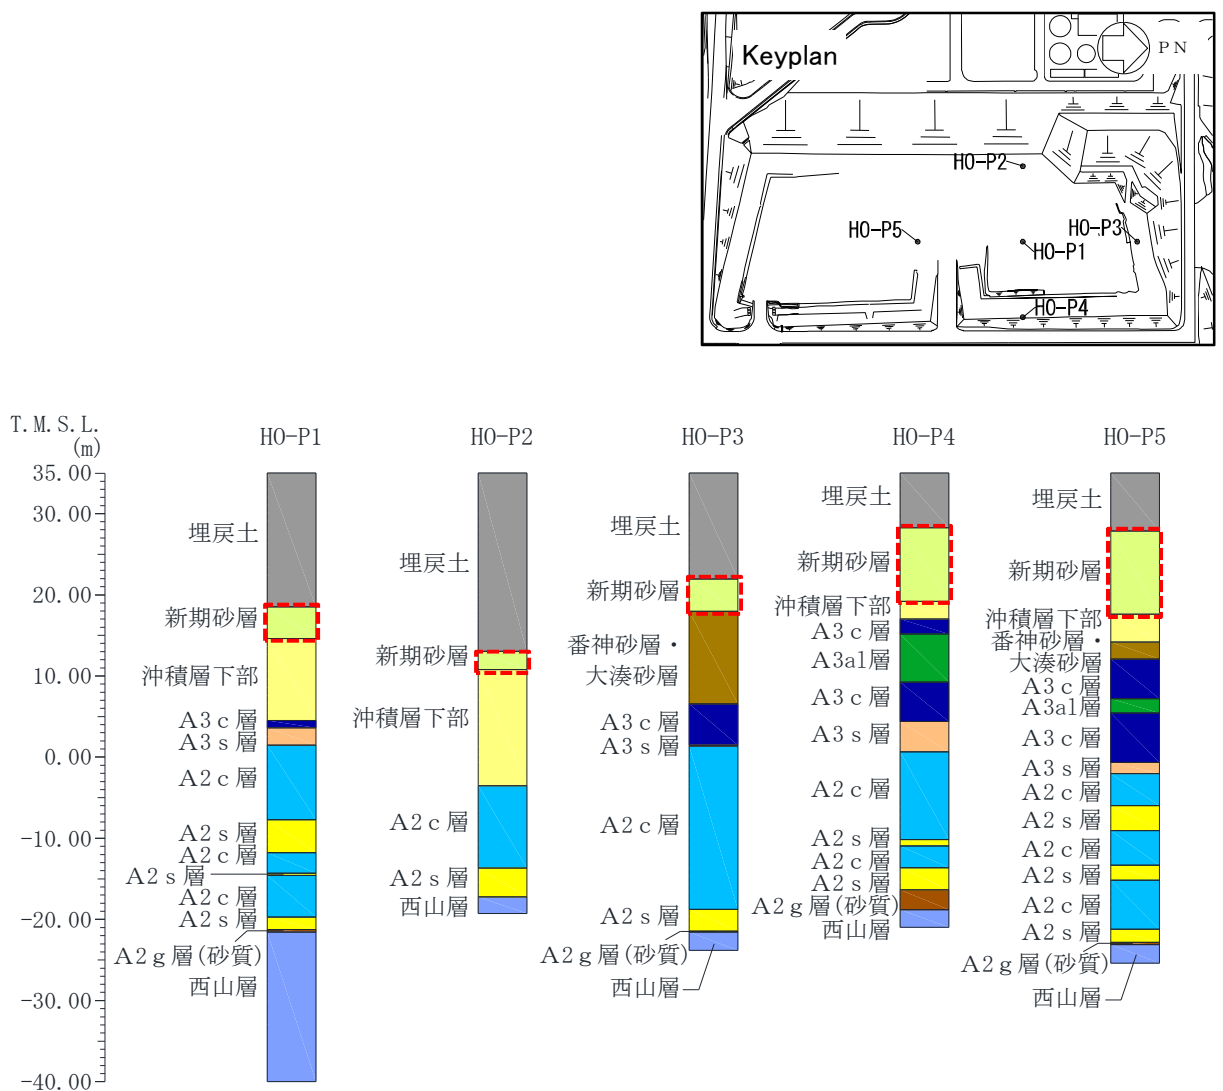 Keyplan
PN
HO-P2
HO-P5
HO-P3
HO-P1
HO-P4
T.M.S.L.
(m)
35.00
30.00
20.00
10.00
0.00
-10.00
-20.00
-30.00
-40.00
HO-P1
埋戻土
新期砂層
沖積層下部
A3c層
A3s層
A2c層
A2s層
A2c層
A2s層
A2c層
A2s層
A2g層(砂質)
西山層
HO-P2
埋戻土
新期砂層
沖積層下部
A2c層
A2s層
西山層
HO-P3
埋戻土
新期砂層
番神砂層・
大湊砂層
A3c層
A3s層
A2c層
A2s層
A2g層(砂質)
西山層
HO-P4
埋戻土
新期砂層
沖積層下部
A3c層
A3al層
A3c層
A3s層
A2c層
A2s層
A2c層
A2s層
A2g層(砂質)
西山層
HO-P5
埋戻土
新期砂層
沖積層下部
番神砂層・
大湊砂層
A3c層
A3al層
A3c層
A3s層
A2c層
A2s層
A2c層
A2s層
A2c層
A2s層
A2g層(砂質)
西山層